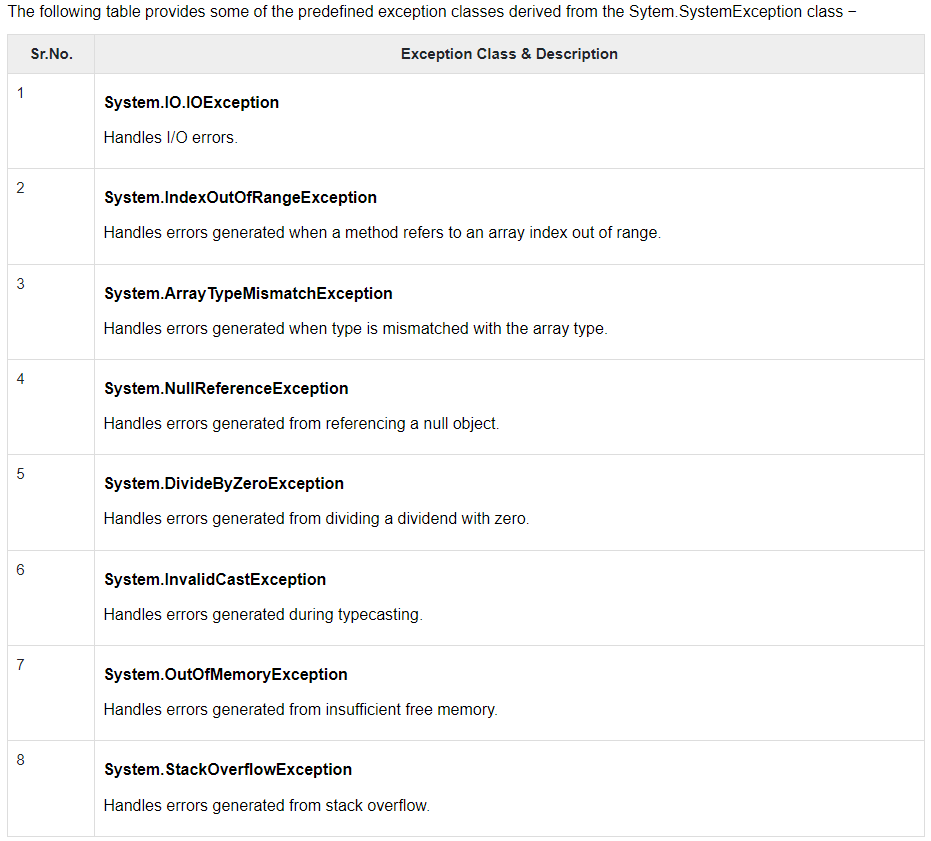 The following table provides some of the predefined exception classes derived from the Sytem.SystemException class −
Sr.No. Exception Class & Description
1
System.IO.IOException
Handles I/O errors.
2
System.IndexOutOfRangeException
Handles errors generated when a method refers to an array index out of range.
3
System.ArrayTypeMismatchException
Handles errors generated when type is mismatched with the array type.
4
System.NullReferenceException
Handles errors generated from referencing a null object.
5
System.DivideByZeroException
Handles errors generated from dividing a dividend with zero.
6
System.InvalidCastException
Handles errors generated during typecasting.
7
System.OutOfMemoryException
Handles errors generated from insufficient free memory.
8
System.StackOverflowException
Handles errors generated from stack overflow.